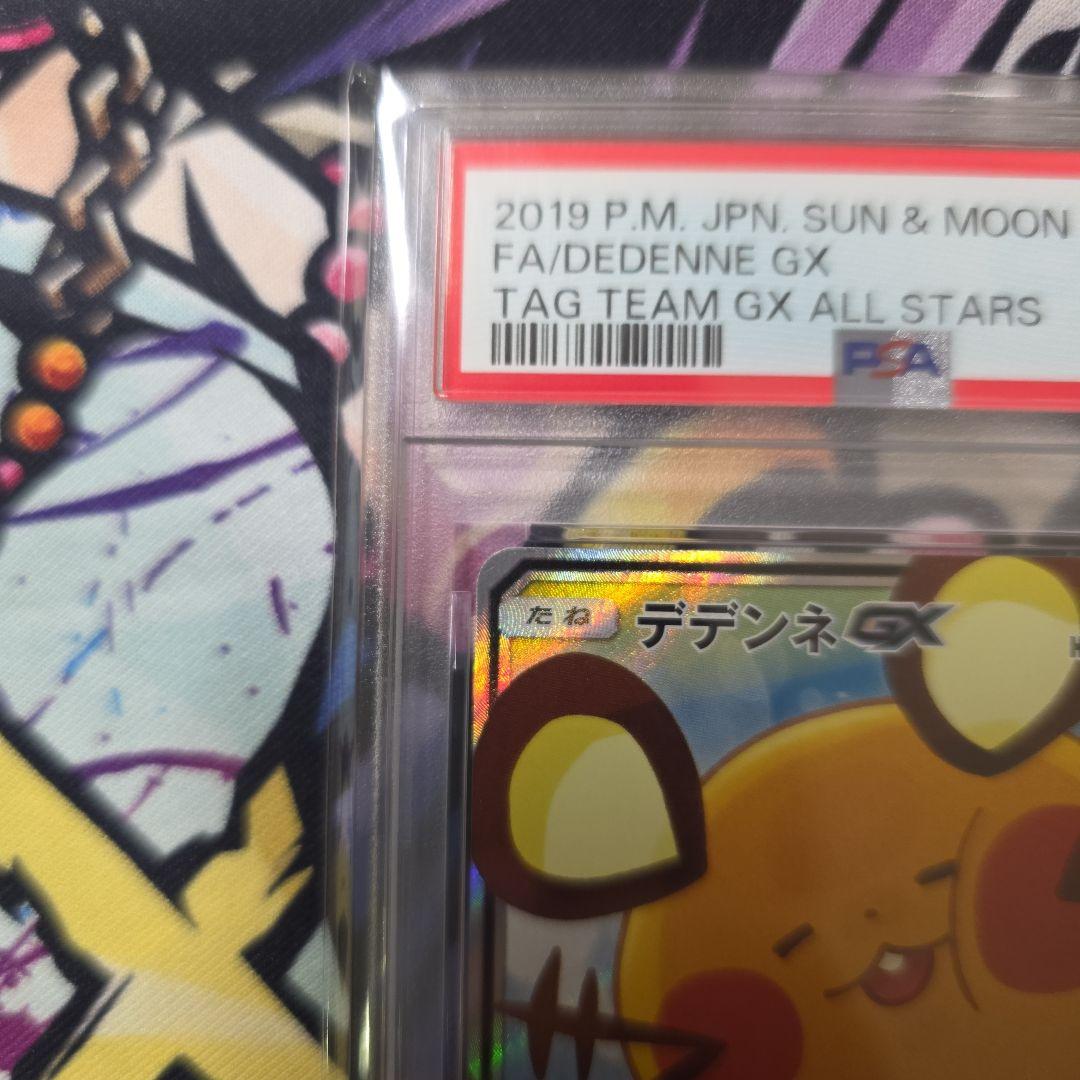 2019 P.M. JPN. SUN & MOON
FA/DEDENNE GX
TAG TEAM GX ALL STARS
PSA
たね デデンネGX